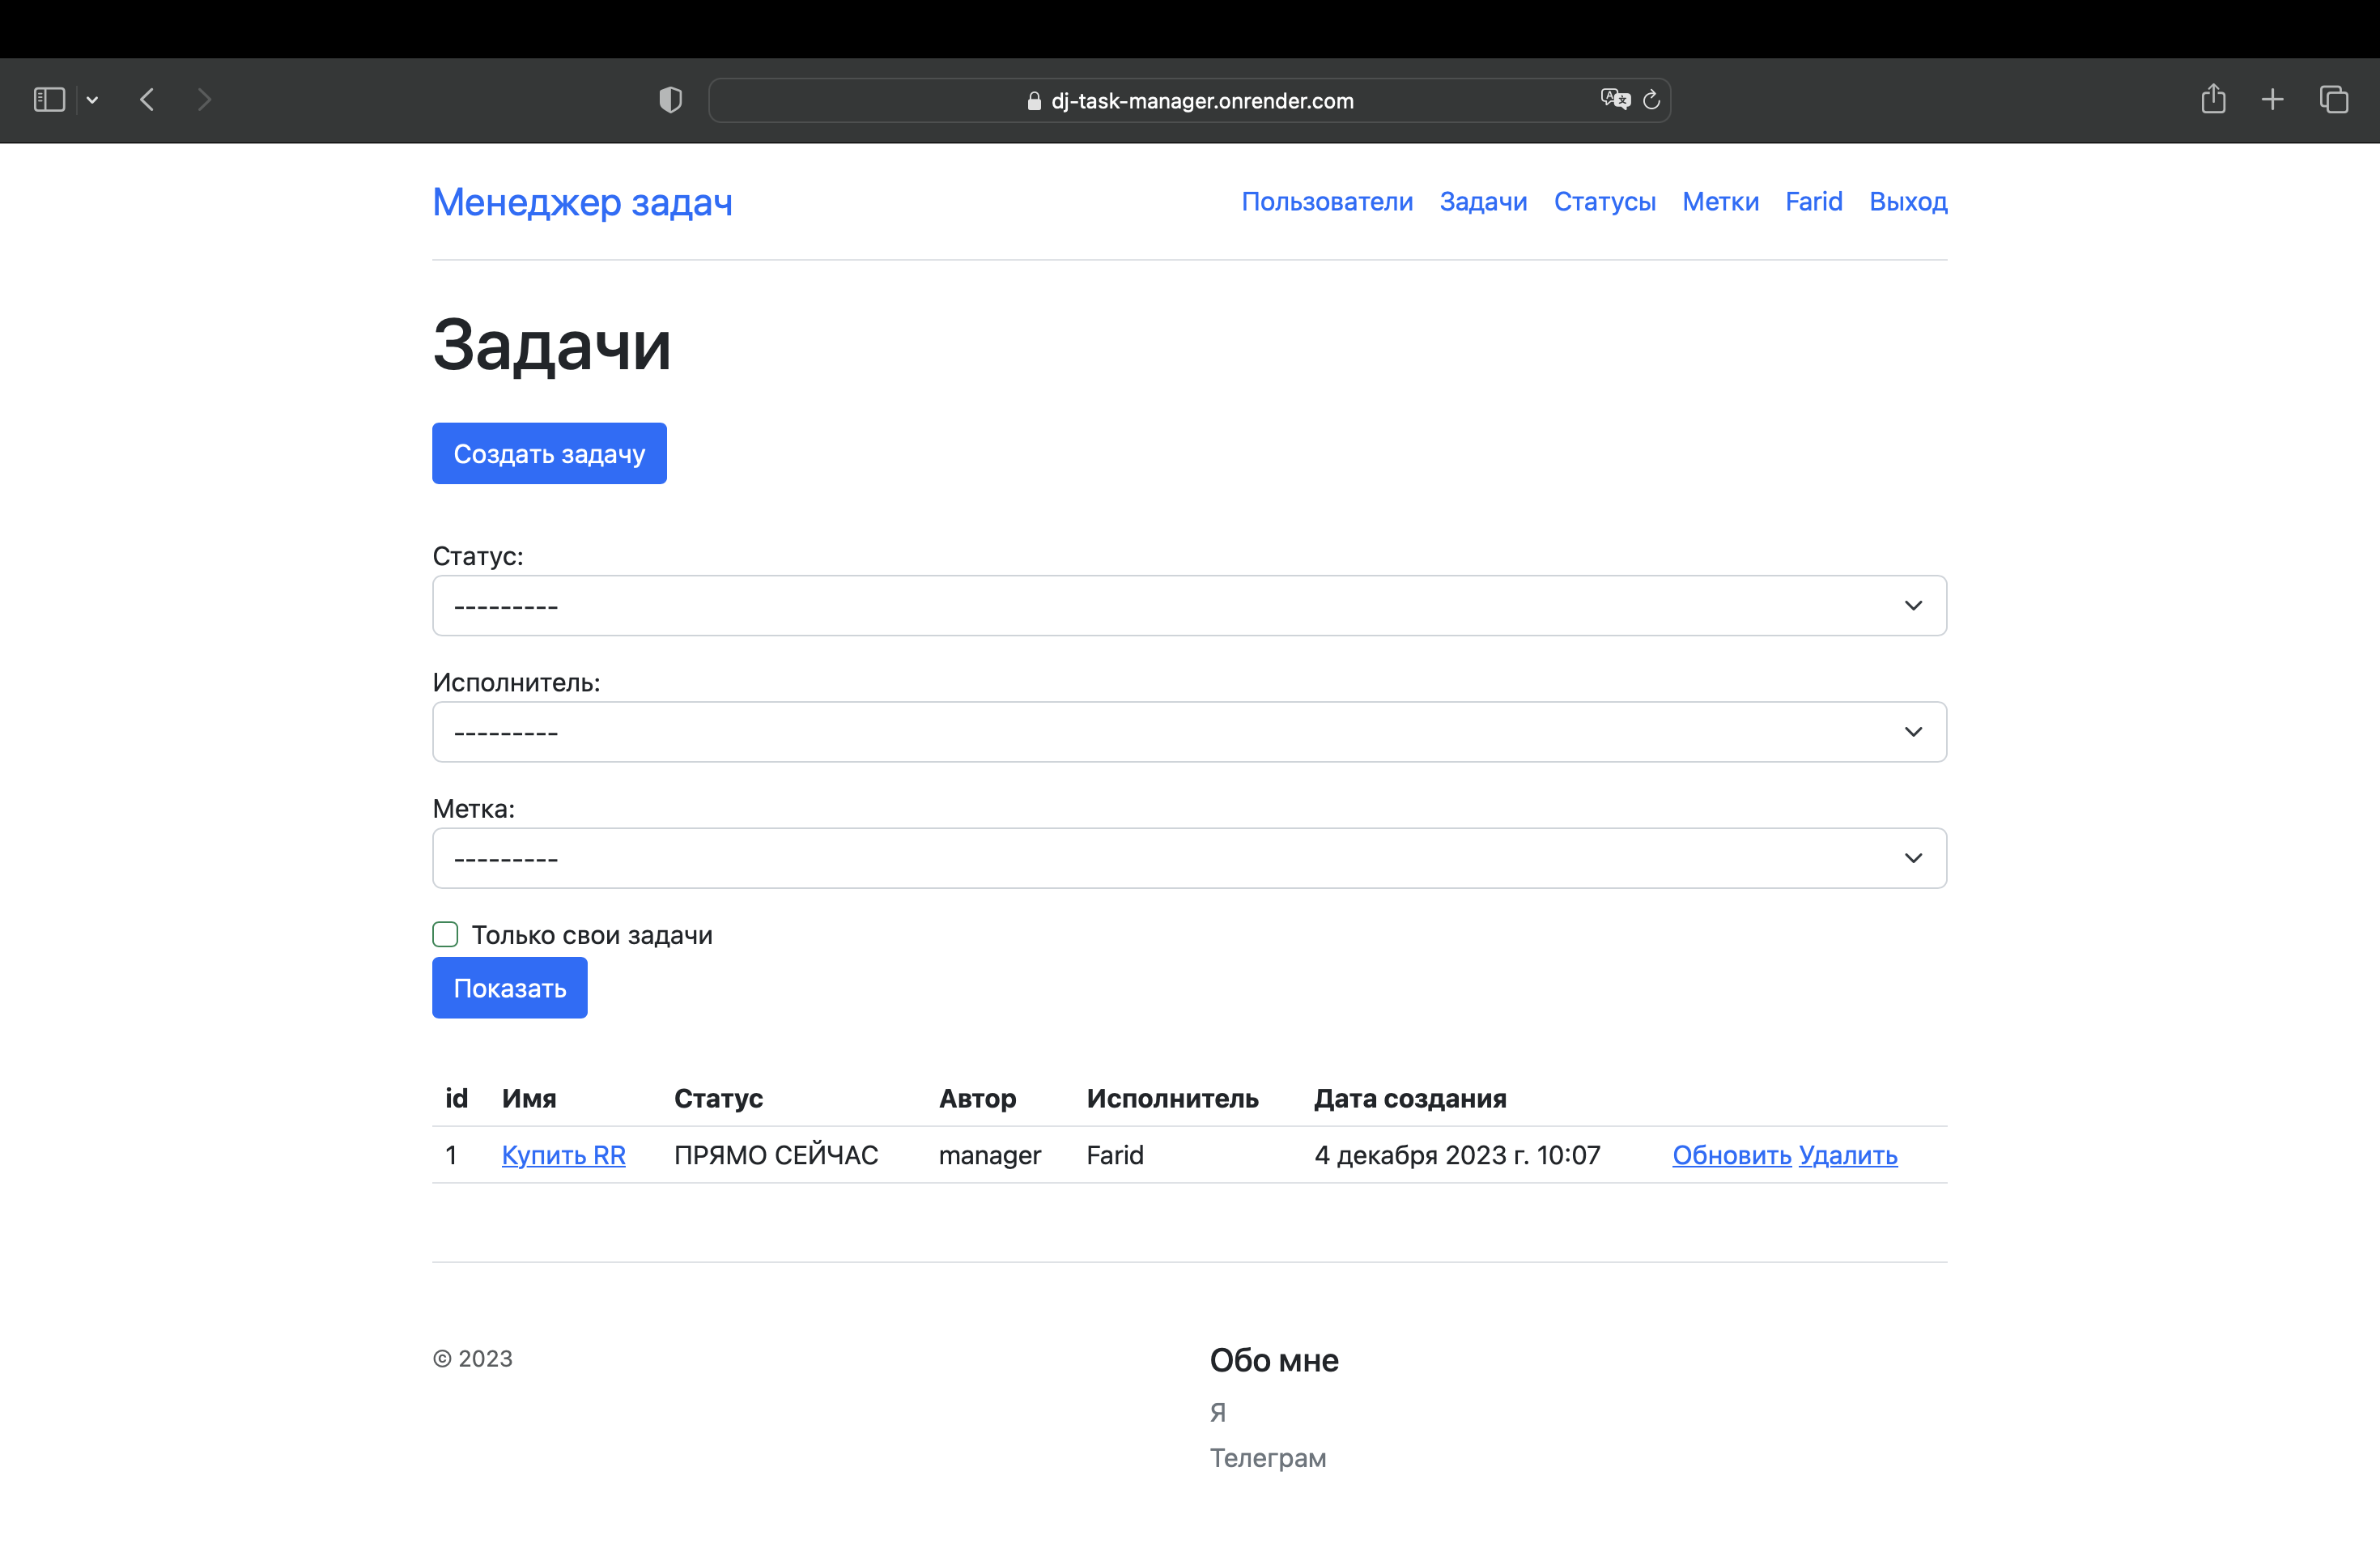 dj-task-manager.onrender.com
Менеджер задач Пользователи Задачи Статусы Метки Farid Выход
Задачи
Создать задачу
Статус:
---------
Исполнитель:
---------
Метка:
---------
Только свои задачи
Показать
id Имя Статус Автор Исполнитель Дата создания
1 Купить RR ПРЯМО СЕЙЧАС manager Farid 4 декабря 2023 г. 10:07 Обновить Удалить
© 2023 Обо мне
Я
Телеграм